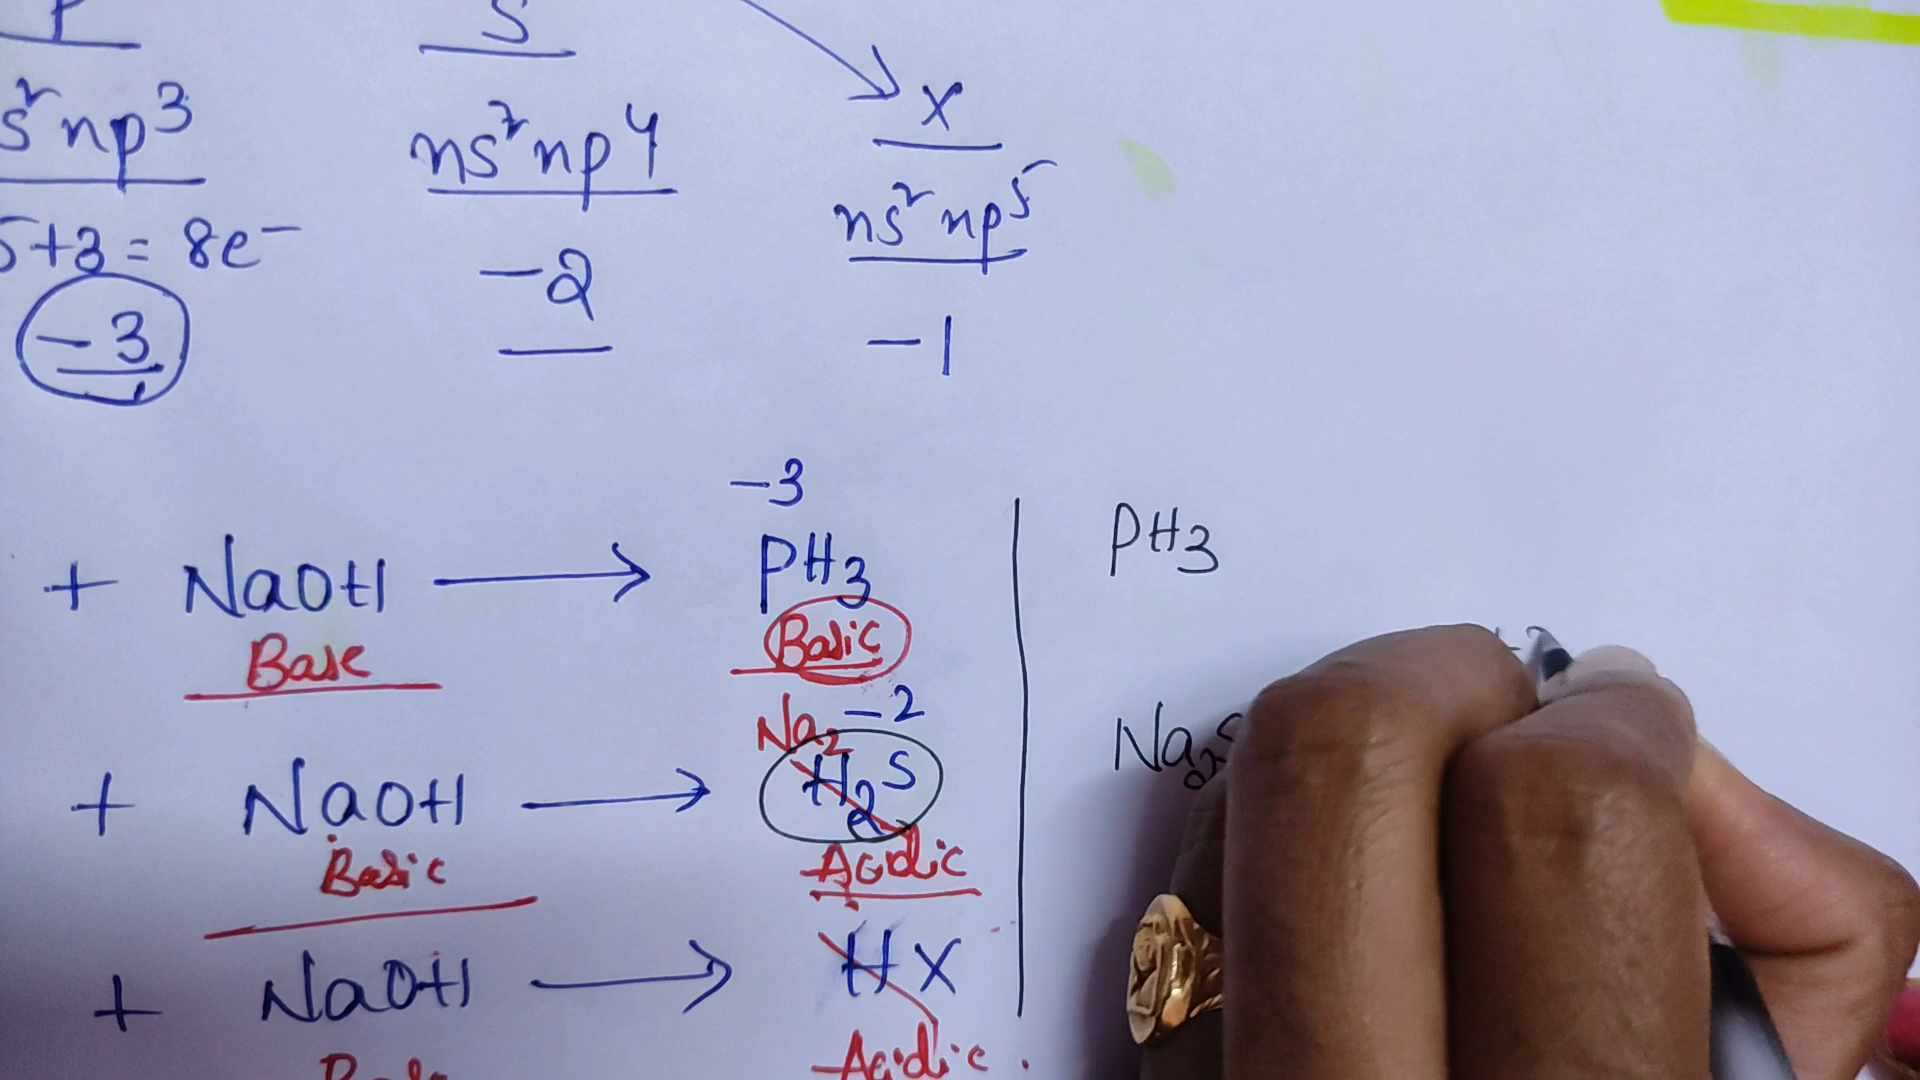 P S
s²np³ ns²np⁴ X
5+3 = 8e⁻ -2 ns²np⁵
-3 -1
-3
+ NaOH → PH₃ PH₃
Base Basic
Na₂ -2
+ NaOH → H₂S Na₂S
Basic Acidic
+ NaOH → HX
Acidic.